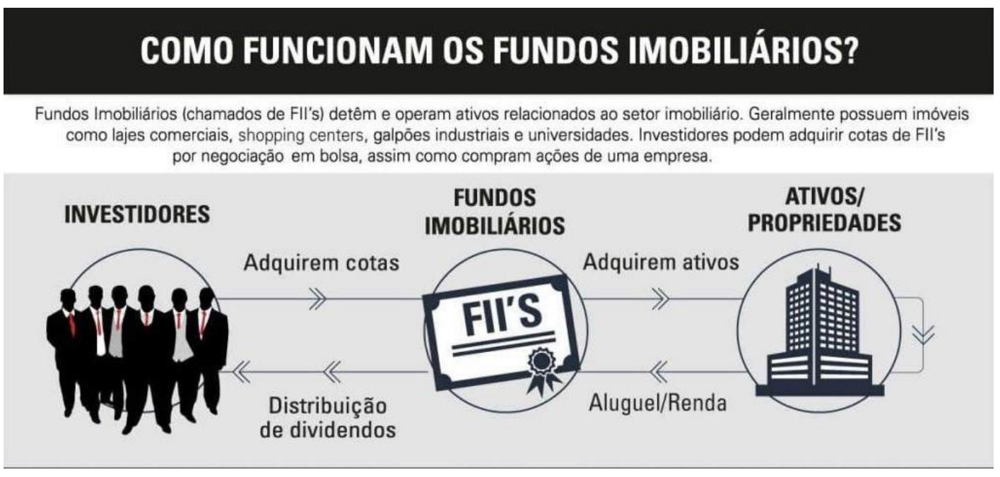 COMO FUNCIONAM OS FUNDOS IMOBILIÁRIOS?
Fundos Imobiliários (chamados de FII's) detêm e operam ativos relacionados ao setor imobiliário. Geralmente possuem imóveis
como lajes comerciais, shopping centers, galpões industriais e universidades. Investidores podem adquirir cotas de FII's
por negociação em bolsa, assim como compram ações de uma empresa.
INVESTIDORES
Adquirem cotas
Distribuição
de dividendos
FUNDOS
IMOBILIÁRIOS
FII'S
Adquirem ativos
Aluguel/Renda
ATIVOS/
PROPRIEDADES